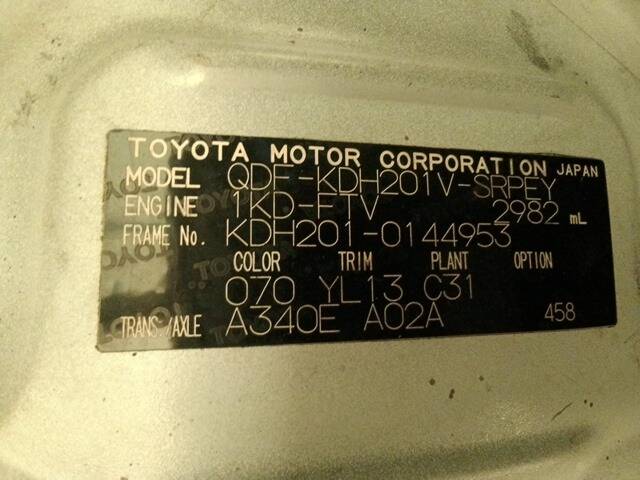 TOYOTA MOTOR CORPORATION JAPAN
MODEL QDF-KDH201V-SRPEY
ENGINE 1KD-FTV 2982 mL
FRAME No. KDH201-0144953
COLOR TRIM PLANT OPTION
070 YL13 C31
TRANS./AXLE A340E A02A 458